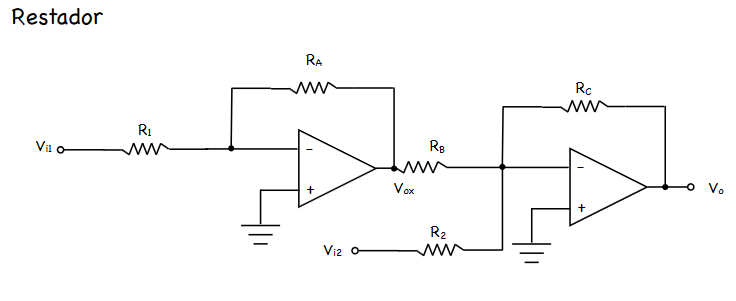 Restador
RA
RC
R1
Vi1
RB
Vox
Vo
R2
Vi2
-
+
-
+